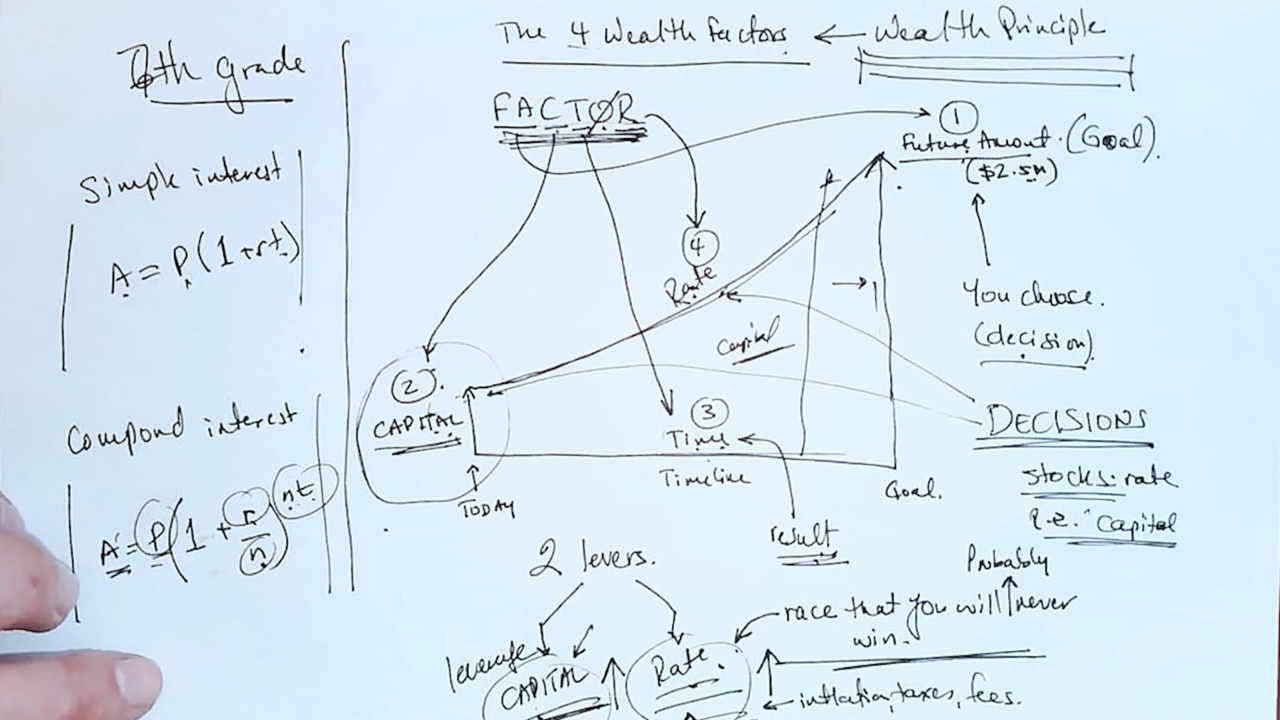 7th grade
Simple interest
A = P(1+rt)
Compound interest
A = P(1 + r/n)^nt
The 4 Wealth Factors ← Wealth Principle
FACTOR
1
Future Amount (Goal).
($2.5M)
You choose.
(decision)
4
Rate
Capital
2
CAPITAL
3
Time
Timeline
TODAY
Goal.
result
DECISIONS
Stocks: rate
R.E. Capital
2 levers.
leverage
CAPITAL
Rate.
Probably
race that you will never
win.
inflation, taxes, fees.